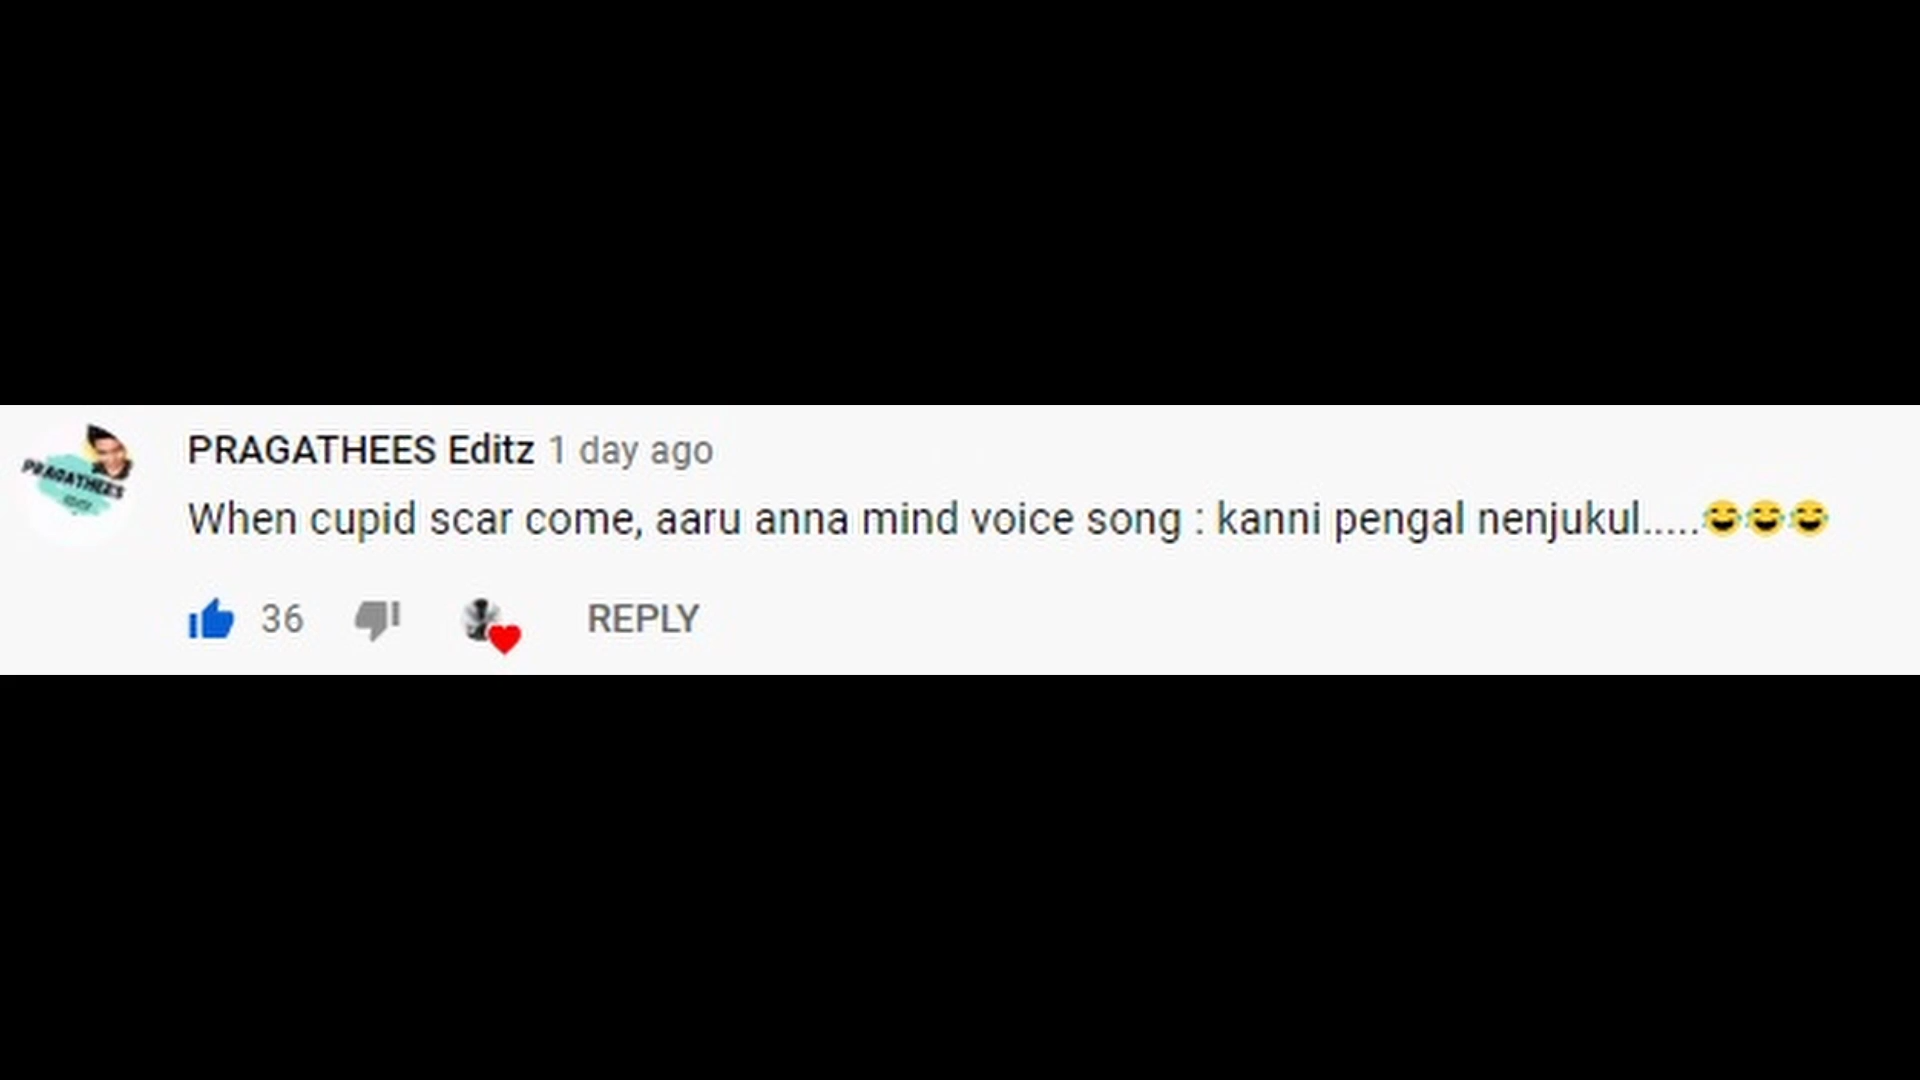 PRAGATHEES Editz 1 day ago
PRAGATHEES
When cupid scar come, aaru anna mind voice song : kanni pengal nenjukul.....😂😂😂
36
REPLY